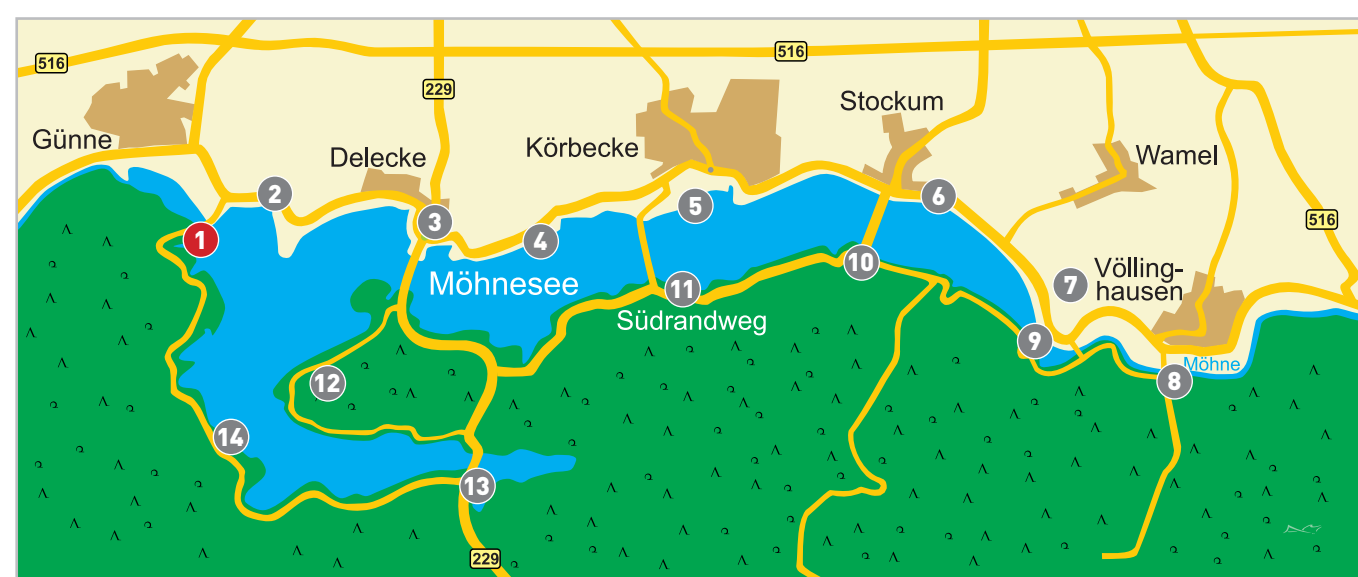 516
516
229
Stockum
Günne
Delecke
Körbecke
Wamel
2
6
5
3
516
1
4
10
Völling-
hausen
7
Möhnesee
11
Südrandweg
9
Möhne
12
8
14
13
229